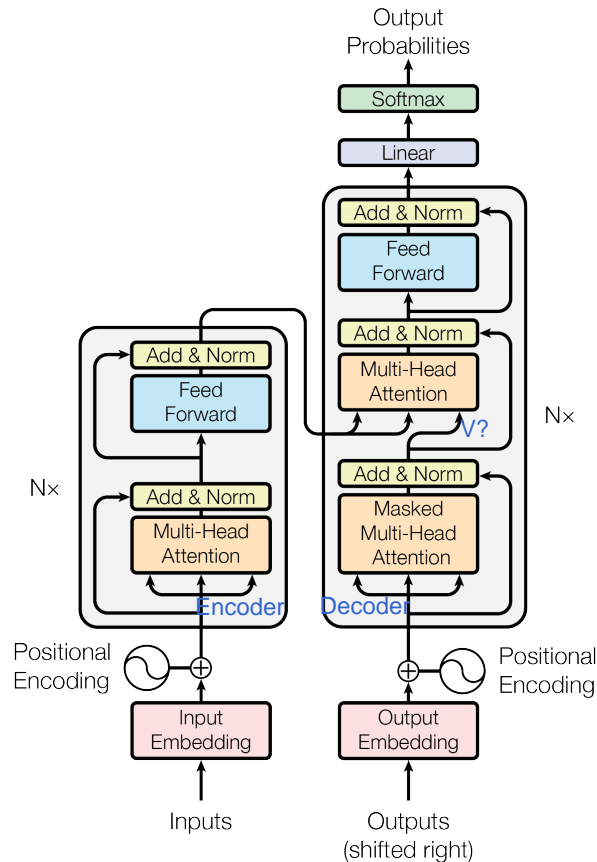 Output
Probabilities
Softmax
Linear
Add & Norm
Feed
Forward
Add & Norm
Multi-Head
Attention
V?
N×
Add & Norm
Masked
Multi-Head
Attention
Decoder
Add & Norm
Feed
Forward
N×
Add & Norm
Multi-Head
Attention
Encoder
Positional
Encoding
Positional
Encoding
Input
Embedding
Output
Embedding
Inputs
Outputs
(shifted right)